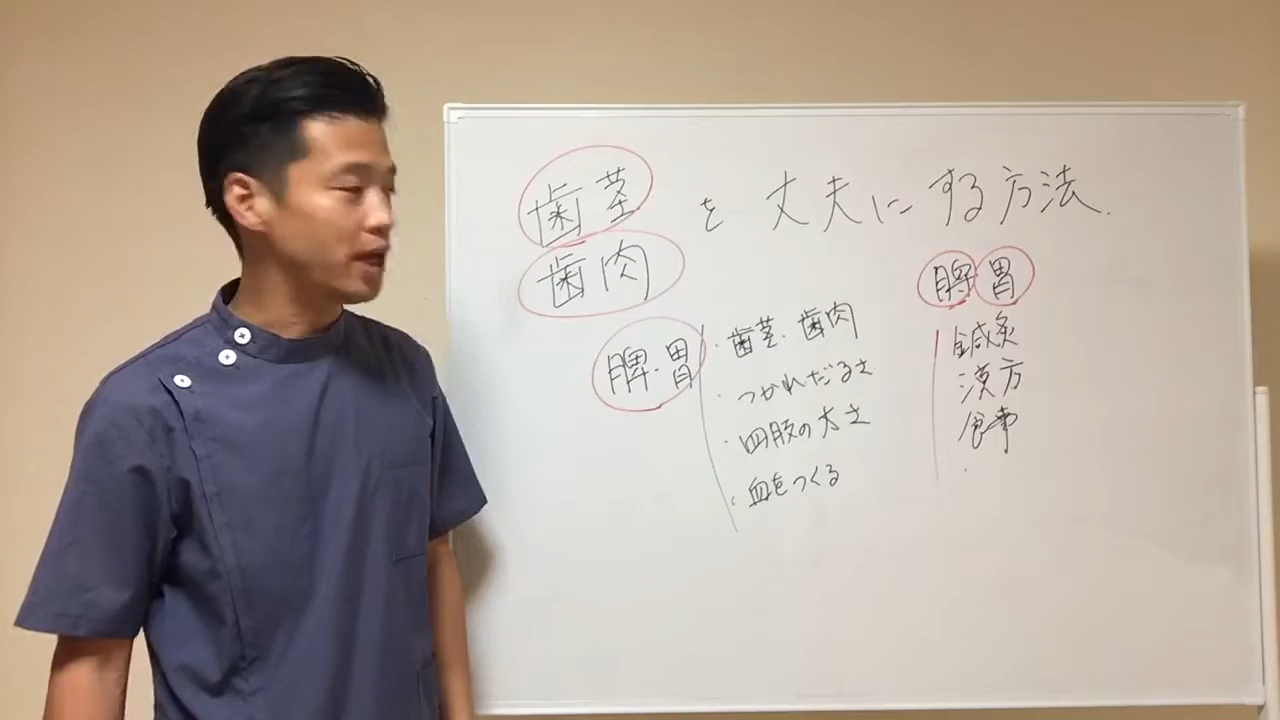 歯茎を丈夫にする方法.
歯肉
脾・胃
・歯茎・歯肉
・つかれだるさ
・四肢の太さ
・血をつくる
脾胃
鍼灸
漢方
食事
・